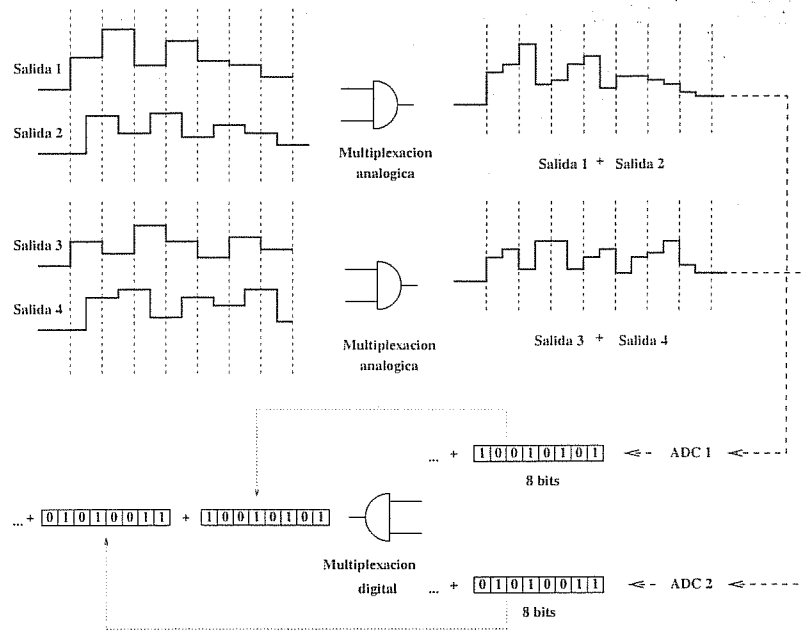 Salida 1
Salida 2
Multiplexacion
analogica
Salida 1 + Salida 2
Salida 3
Salida 4
Multiplexacion
analogica
Salida 3 + Salida 4
... + 1 0 0 1 0 1 0 1
ADC 1
8 bits
... + 0 1 0 1 0 0 1 1 + 1 0 0 1 0 1 0 1
Multiplexacion
digital
... + 0 1 0 1 0 0 1 1
ADC 2
8 bits